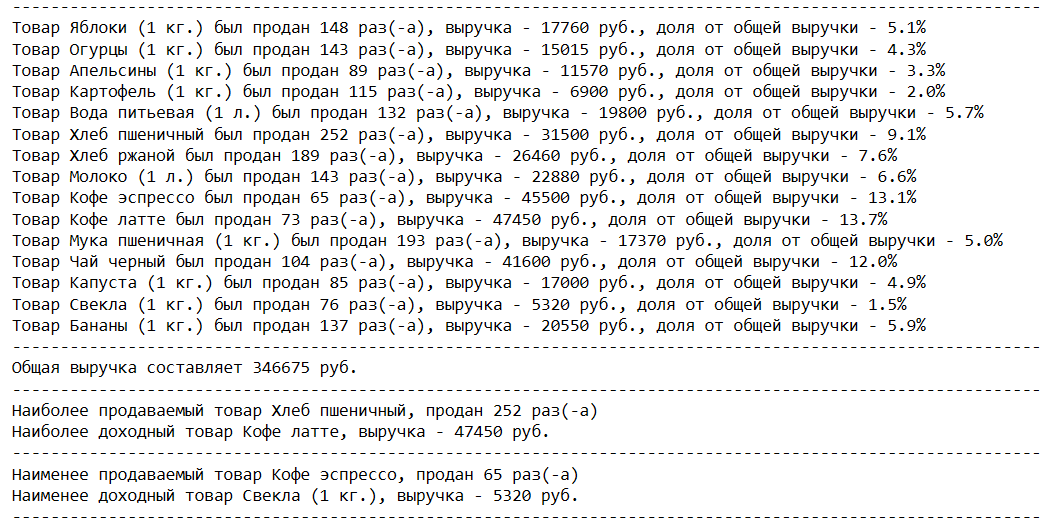 Товар Яблоки (1 кг.) был продан 148 раз(-а), выручка - 17760 руб., доля от общей выручки - 5.1%
Товар Огурцы (1 кг.) был продан 143 раз(-а), выручка - 15015 руб., доля от общей выручки - 4.3%
Товар Апельсины (1 кг.) был продан 89 раз(-а), выручка - 11570 руб., доля от общей выручки - 3.3%
Товар Картофель (1 кг.) был продан 115 раз(-а), выручка - 6900 руб., доля от общей выручки - 2.0%
Товар Вода питьевая (1 л.) был продан 132 раз(-а), выручка - 19800 руб., доля от общей выручки - 5.7%
Товар Хлеб пшеничный был продан 252 раз(-а), выручка - 31500 руб., доля от общей выручки - 9.1%
Товар Хлеб ржаной был продан 189 раз(-а), выручка - 26460 руб., доля от общей выручки - 7.6%
Товар Молоко (1 л.) был продан 143 раз(-а), выручка - 22880 руб., доля от общей выручки - 6.6%
Товар Кофе эспрессо был продан 65 раз(-а), выручка - 45500 руб., доля от общей выручки - 13.1%
Товар Кофе латте был продан 73 раз(-а), выручка - 47450 руб., доля от общей выручки - 13.7%
Товар Мука пшеничная (1 кг.) был продан 193 раз(-а), выручка - 17370 руб., доля от общей выручки - 5.0%
Товар Чай черный был продан 104 раз(-а), выручка - 41600 руб., доля от общей выручки - 12.0%
Товар Капуста (1 кг.) был продан 85 раз(-а), выручка - 17000 руб., доля от общей выручки - 4.9%
Товар Свекла (1 кг.) был продан 76 раз(-а), выручка - 5320 руб., доля от общей выручки - 1.5%
Товар Бананы (1 кг.) был продан 137 раз(-а), выручка - 20550 руб., доля от общей выручки - 5.9%
Общая выручка составляет 346675 руб.
Наиболее продаваемый товар Хлеб пшеничный, продан 252 раз(-а)
Наиболее доходный товар Кофе латте, выручка - 47450 руб.
Наименее продаваемый товар Кофе эспрессо, продан 65 раз(-а)
Наименее доходный товар Свекла (1 кг.), выручка - 5320 руб.